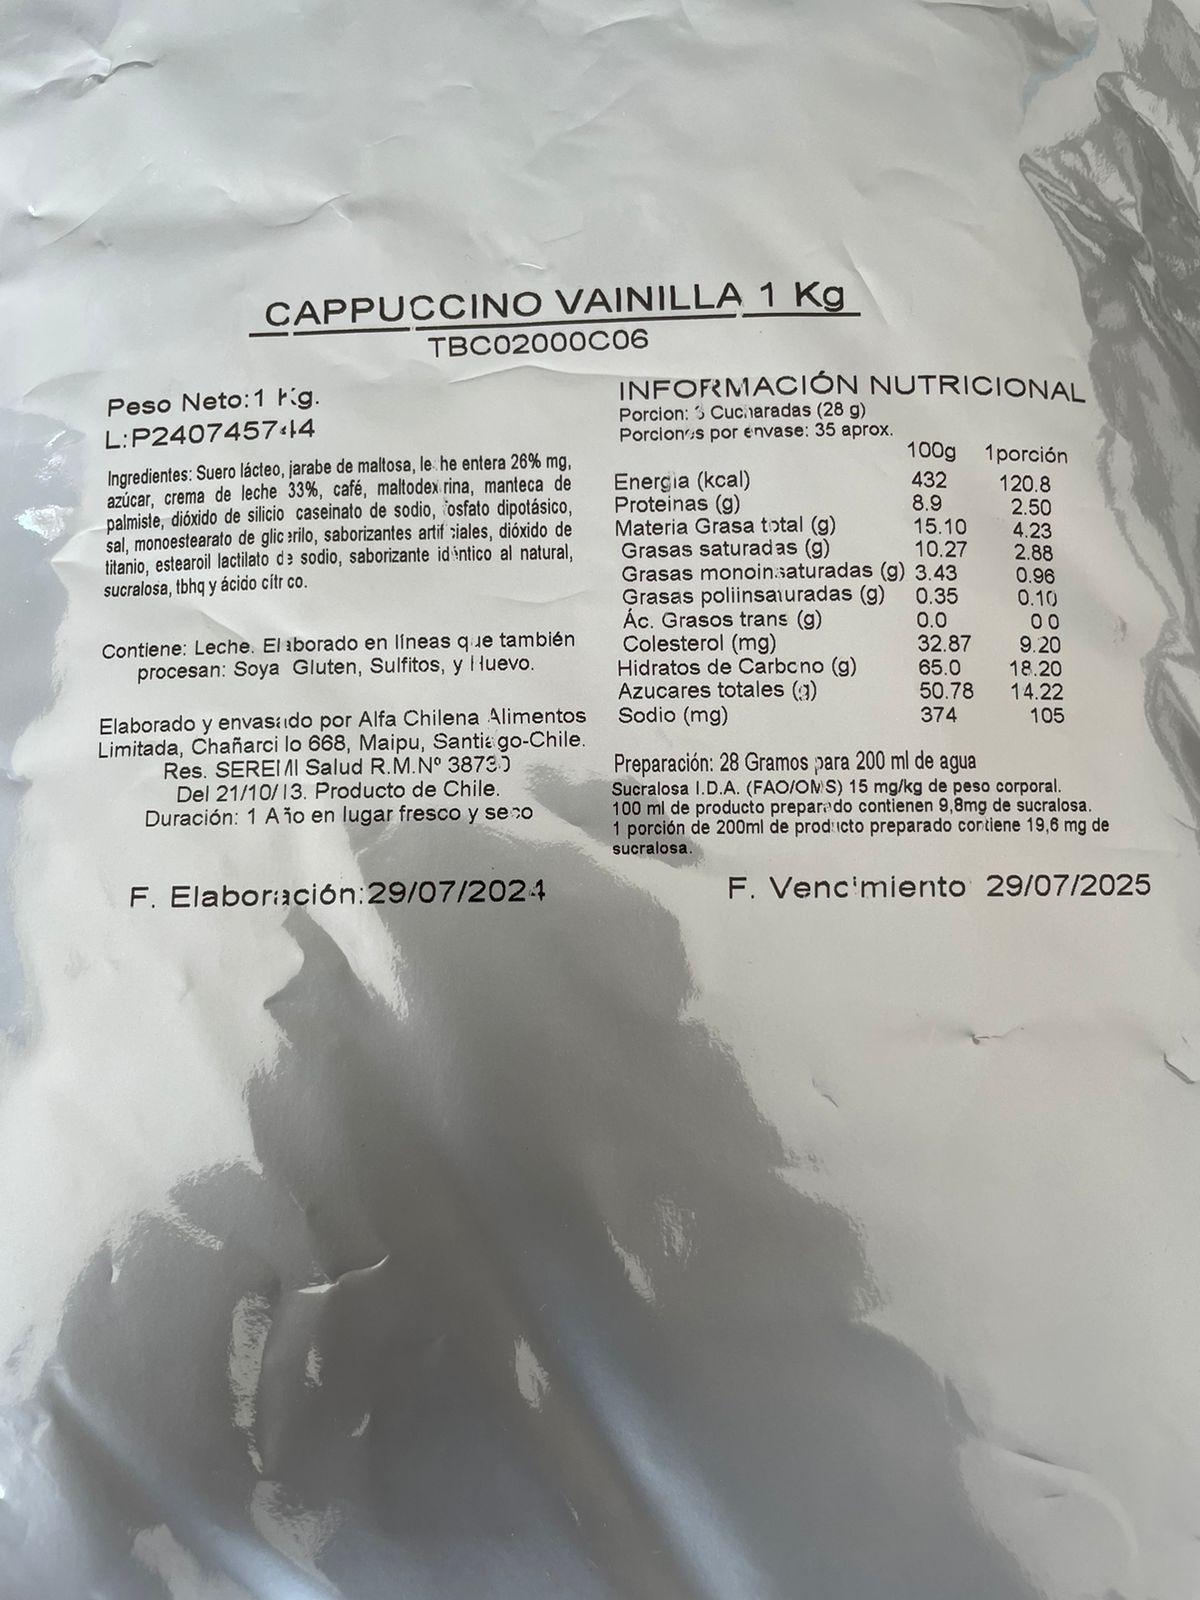 CAPPUCCINO VAINILLA 1 Kg
TBC02000C06
Peso Neto:1 Kg.
L:P240745744
Ingredientes: Suero lácteo, jarabe de maltosa, leche entera 26% mg,
azúcar, crema de leche 33%, café, maltodextrina, manteca de
palmiste, dióxido de silicio caseinato de sodio, fosfato dipotásico,
sal, monoestearato de glicerilo, saborizantes artificiales, dióxido de
titanio, estearoil lactilato de sodio, saborizante idéntico al natural,
sucralosa, tbhq y ácido cítrico.
Contiene: Leche. Elaborado en líneas que también
procesan: Soya Gluten, Sulfitos, y Huevo.
Elaborado y envasado por Alfa Chilena Alimentos
Limitada, Chañarcillo 668, Maipu, Santiago-Chile.
Res. SEREMI Salud R.M.Nº
Del 21/10/13. Producto de Chile.
Duración: 1 Año en lugar fresco y seco
F. Elaboración:29/07/2024
INFORMACIÓN NUTRICIONAL
Porcion: 3 Cucharadas (28 g)
Porciones por envase: 35 aprox.
100g 1porción
Energia (kcal) 432 120.8
Proteinas (g) 8.9 2.50
Materia Grasa total (g) 15.10 4.23
Grasas saturadas (g) 10.27 2.88
Grasas monoinsaturadas (g) 3.43 0.96
Grasas poliinsaturadas (g) 0.35 0.10
Ác. Grasos trans (g) 0.0 0.0
Colesterol (mg) 32.87 9.20
Hidratos de Carbono (g) 65.0 18.20
Azucares totales (g) 50.78 14.22
Sodio (mg) 374 105
Preparación: 28 Gramos para 200 ml de agua
Sucralosa I.D.A. (FAO/OMS) 15 mg/kg de peso corporal.
100 ml de producto preparado contienen 9,8mg de sucralosa.
1 porción de 200ml de producto preparado contiene 19,6 mg de
sucralosa.
F. Vencimiento 29/07/2025